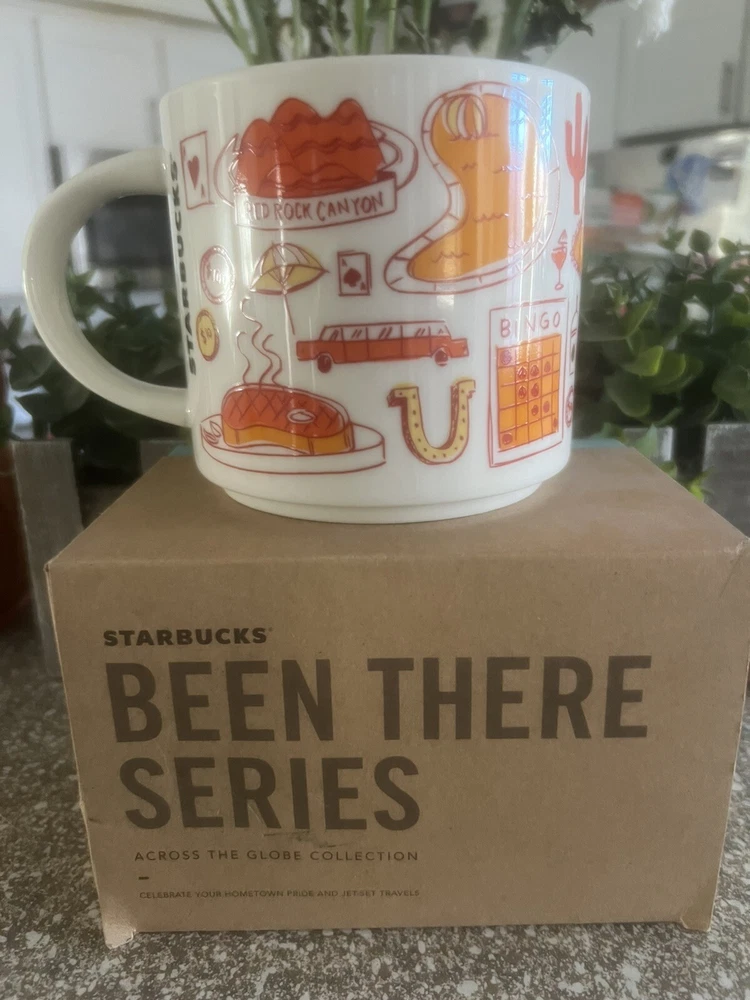 STARBUCKS
RED ROCK CANYON
A
A
BINGO
STARBUCKS
BEEN THERE
SERIES
ACROSS THE GLOBE COLLECTION
CELEBRATE YOUR HOMETOWN PRIDE AND JET-SET TRAVELS